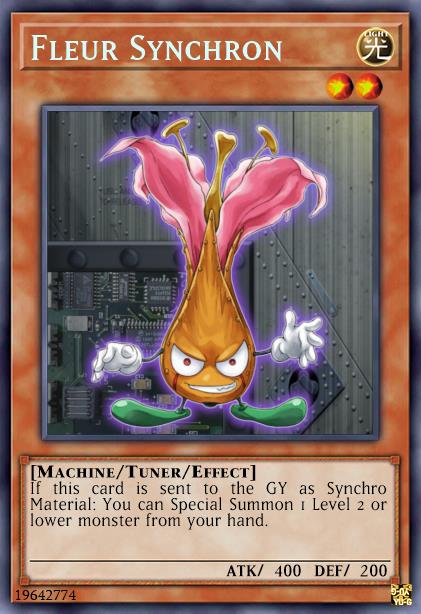 Fleur Synchron
LIGHT
光
[Machine/Tuner/Effect]
If this card is sent to the GY as Synchro
Material: You can Special Summon 1 Level 2 or
lower monster from your hand.
ATK/ 400 DEF/ 200
19642774